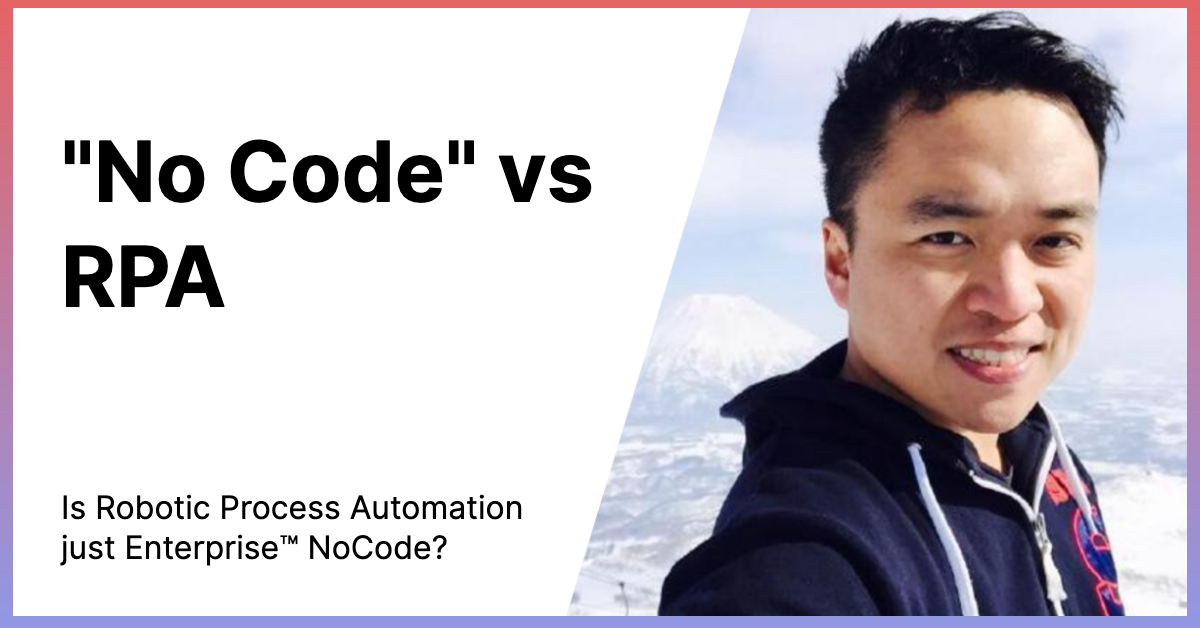 "No Code" vs
RPA
Is Robotic Process Automation
just Enterprise™ NoCode?